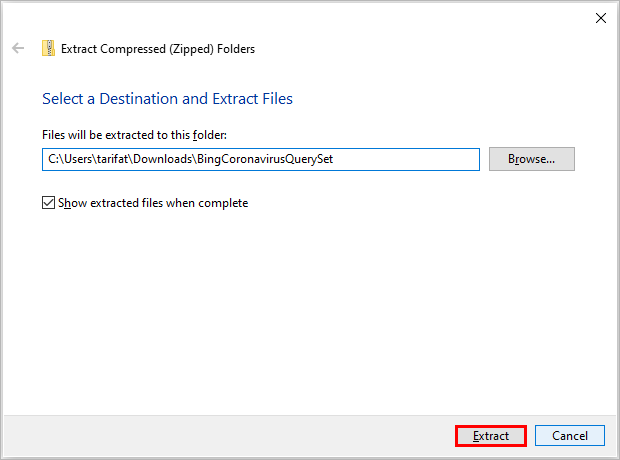 Extract Compressed (Zipped) Folders
Select a Destination and Extract Files
Files will be extracted to this folder:
C:\Users\tarifat\Downloads\BingCoronavirusQuerySet
Browse...
Show extracted files when complete
Extract
Cancel